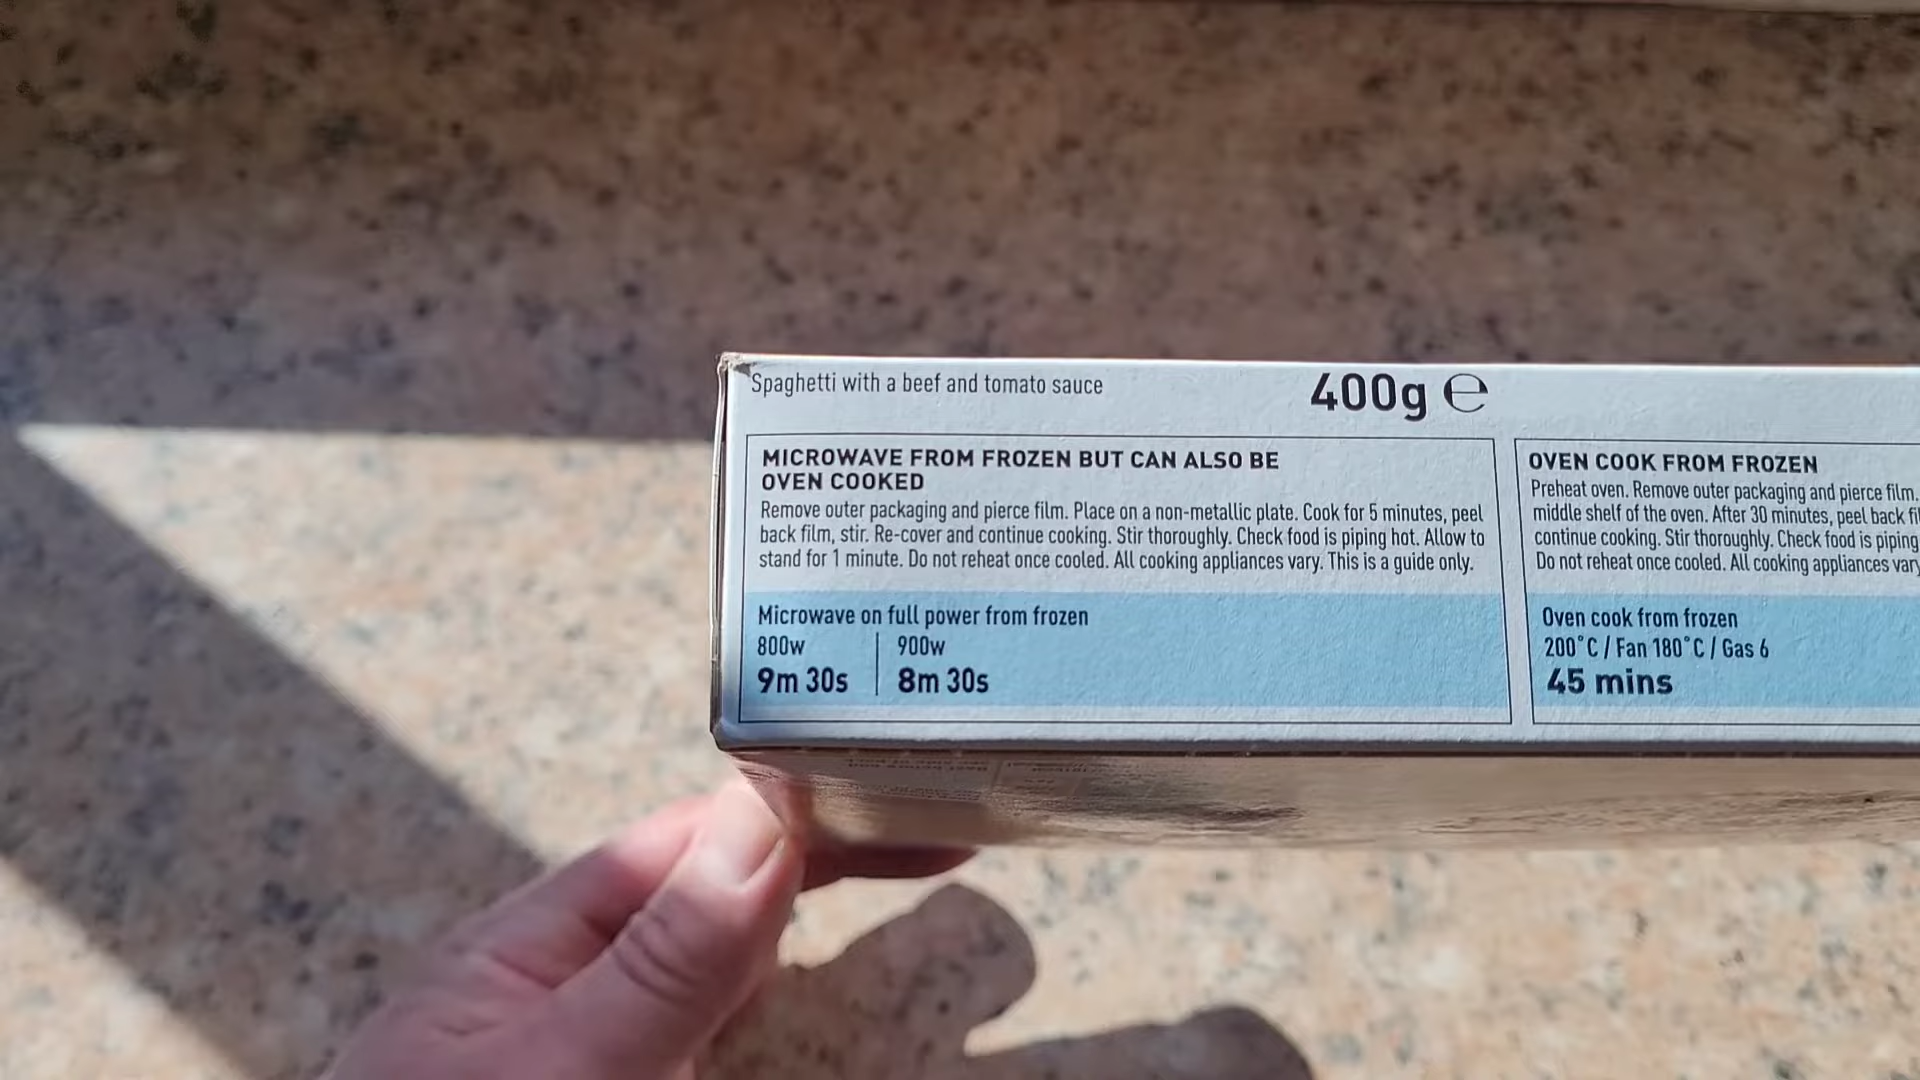 Spaghetti with a beef and tomato sauce
400g ℮
MICROWAVE FROM FROZEN BUT CAN ALSO BE
OVEN COOKED
Remove outer packaging and pierce film. Place on a non-metallic plate. Cook for 5 minutes, peel
back film, stir. Re-cover and continue cooking. Stir thoroughly. Check food is piping hot. Allow to
stand for 1 minute. Do not reheat once cooled. All cooking appliances vary. This is a guide only.
Microwave on full power from frozen
800w | 900w
9m 30s | 8m 30s
OVEN COOK FROM FROZEN
Preheat oven. Remove outer packaging and pierce film.
middle shelf of the oven. After 30 minutes, peel back
continue cooking. Stir thoroughly. Check food is piping
Do not reheat once cooled. All cooking appliances vary
Oven cook from frozen
200°C / Fan 180°C / Gas 6
45 mins